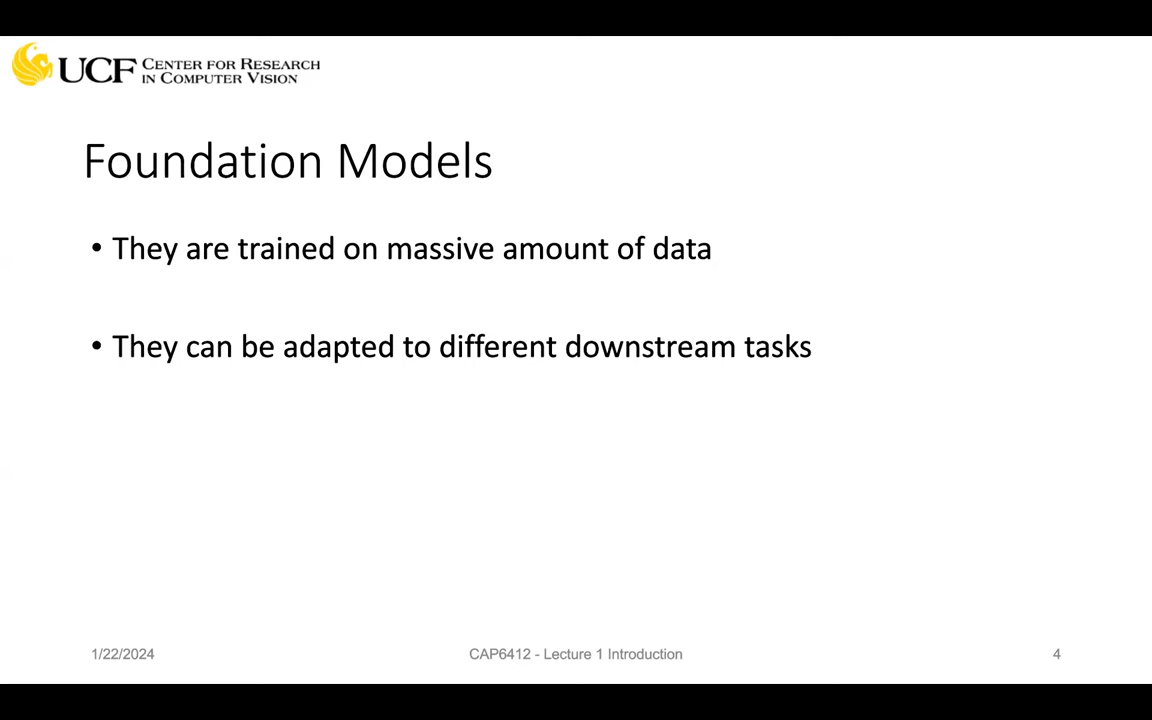 UCF CENTER FOR RESEARCH
IN COMPUTER VISION
Foundation Models
• They are trained on massive amount of data
• They can be adapted to different downstream tasks
1/22/2024 CAP6412 - Lecture 1 Introduction 4